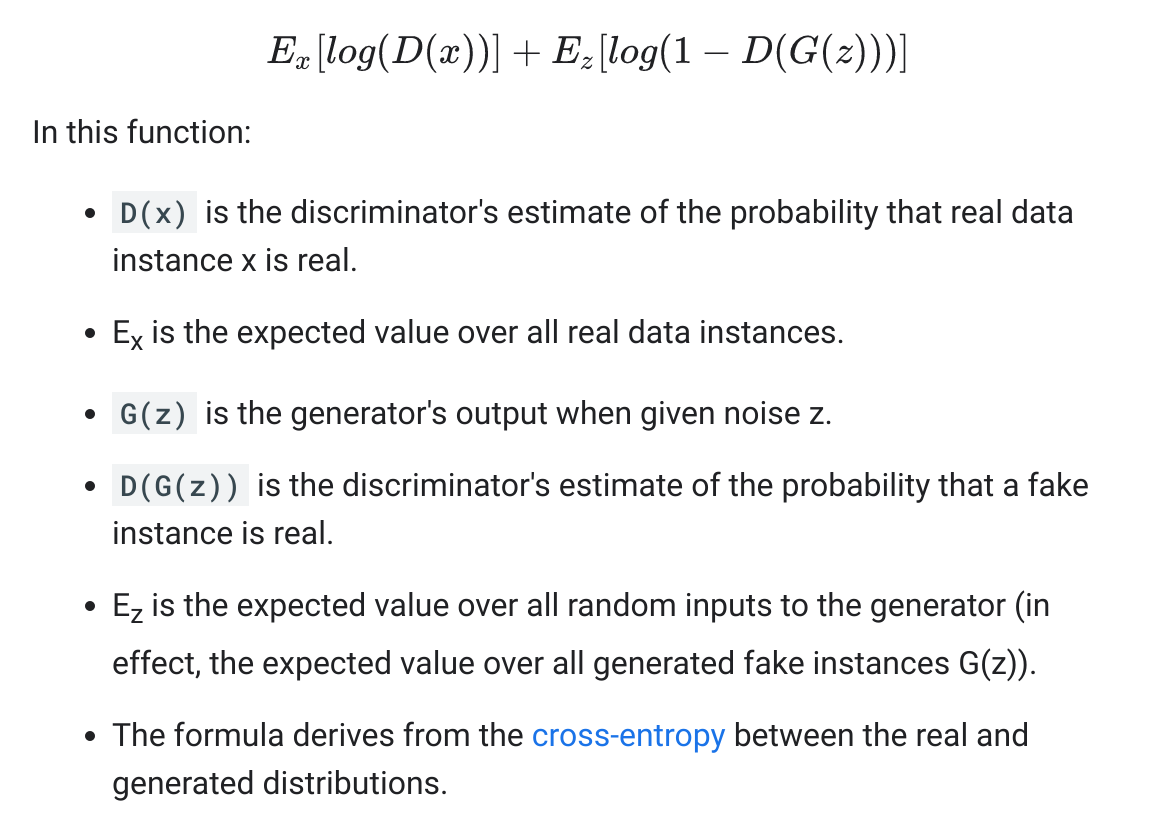 E_x[log(D(x))] + E_z[log(1 − D(G(z)))]
In this function:
• D(x) is the discriminator's estimate of the probability that real data
instance x is real.
• E_x is the expected value over all real data instances.
• G(z) is the generator's output when given noise z.
• D(G(z)) is the discriminator's estimate of the probability that a fake
instance is real.
• E_z is the expected value over all random inputs to the generator (in
effect, the expected value over all generated fake instances G(z)).
• The formula derives from the cross-entropy between the real and
generated distributions.